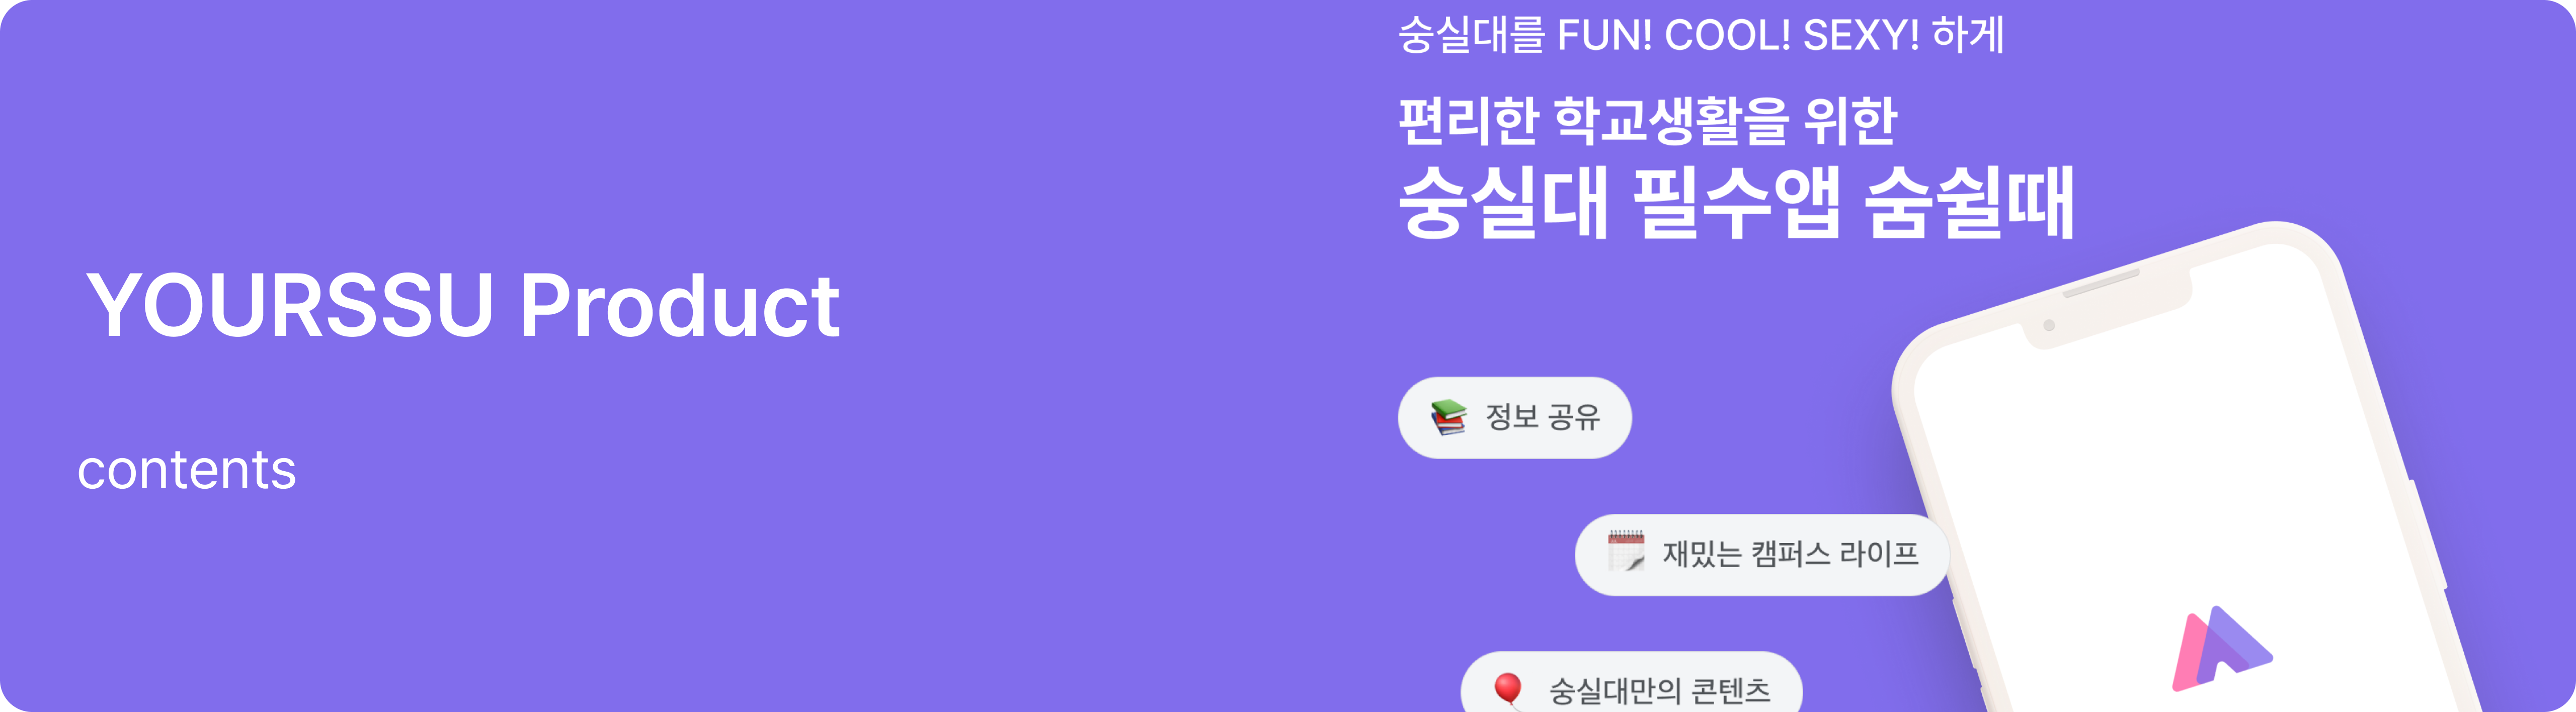 YOURSSU Product
contents
숭실대를 FUN! COOL! SEXY! 하게
편리한 학교생활을 위한
숭실대 필수앱 숨쉴때
정보 공유
재밌는 캠퍼스 라이프
숭실대만의 콘텐츠